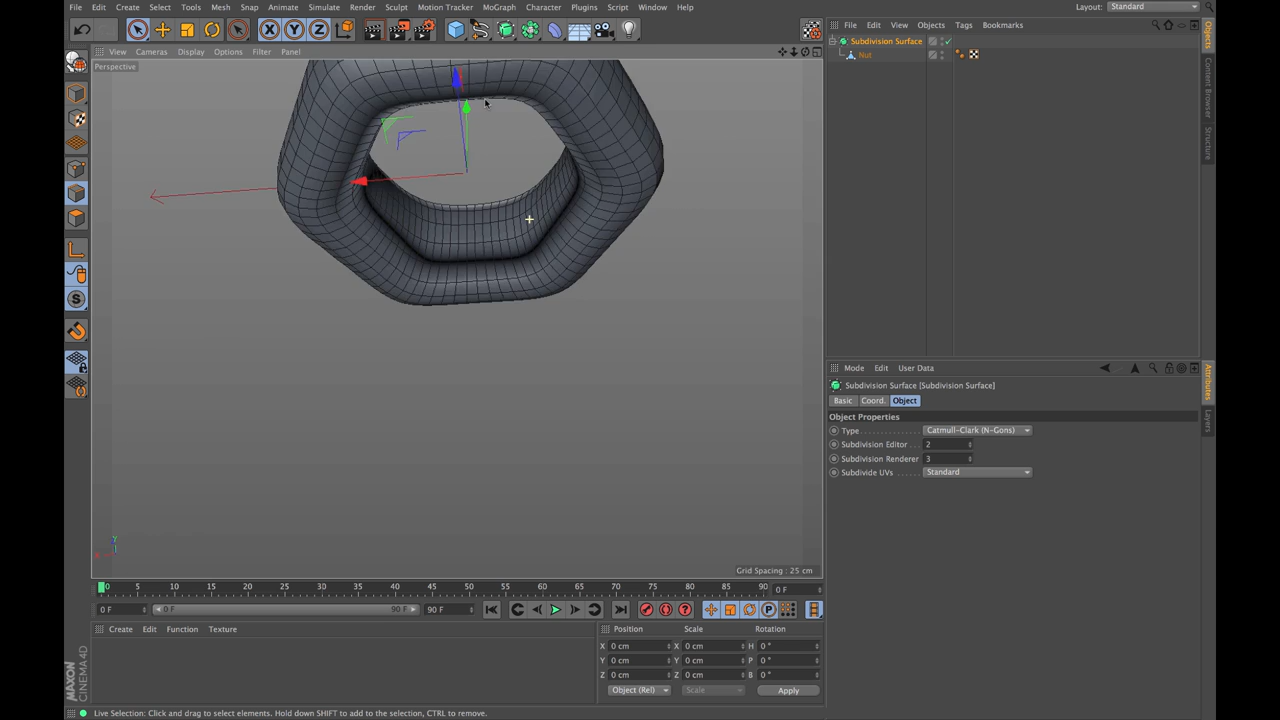 File Edit Create Select Tools Mesh Snap Animate Simulate Render Sculpt Motion Tracker MoGraph Character Plugins Script Window Help
Layout: Standard
X Y Z
File Edit View Objects Tags Bookmarks
View Cameras Display Options Filter Panel
Perspective
Subdivision Surface
Nut
Objects
Content Browser
Structure
S
Mode Edit User Data
Subdivision Surface [Subdivision Surface]
Basic Coord. Object
Object Properties
Type Catmull-Clark (N-Gons)
Subdivision Editor 2
Subdivision Renderer 3
Subdivide UVs Standard
Attributes
Layers
Y
X
Grid Spacing : 25 cm
0 5 10 15 20 25 30 35 40 45 50 55 60 65 70 75 80 85 90 0 F
0 F 0 F 90 F 90 F
P
Create Edit Function Texture
Position Scale Rotation
X 0 cm X 0 cm H 0 °
Y 0 cm Y 0 cm P 0 °
Z 0 cm Z 0 cm B 0 °
Object (Rel) Scale Apply
MAXON
CINEMA 4D
Live Selection: Click and drag to select elements. Hold down SHIFT to add to the selection, CTRL to remove.